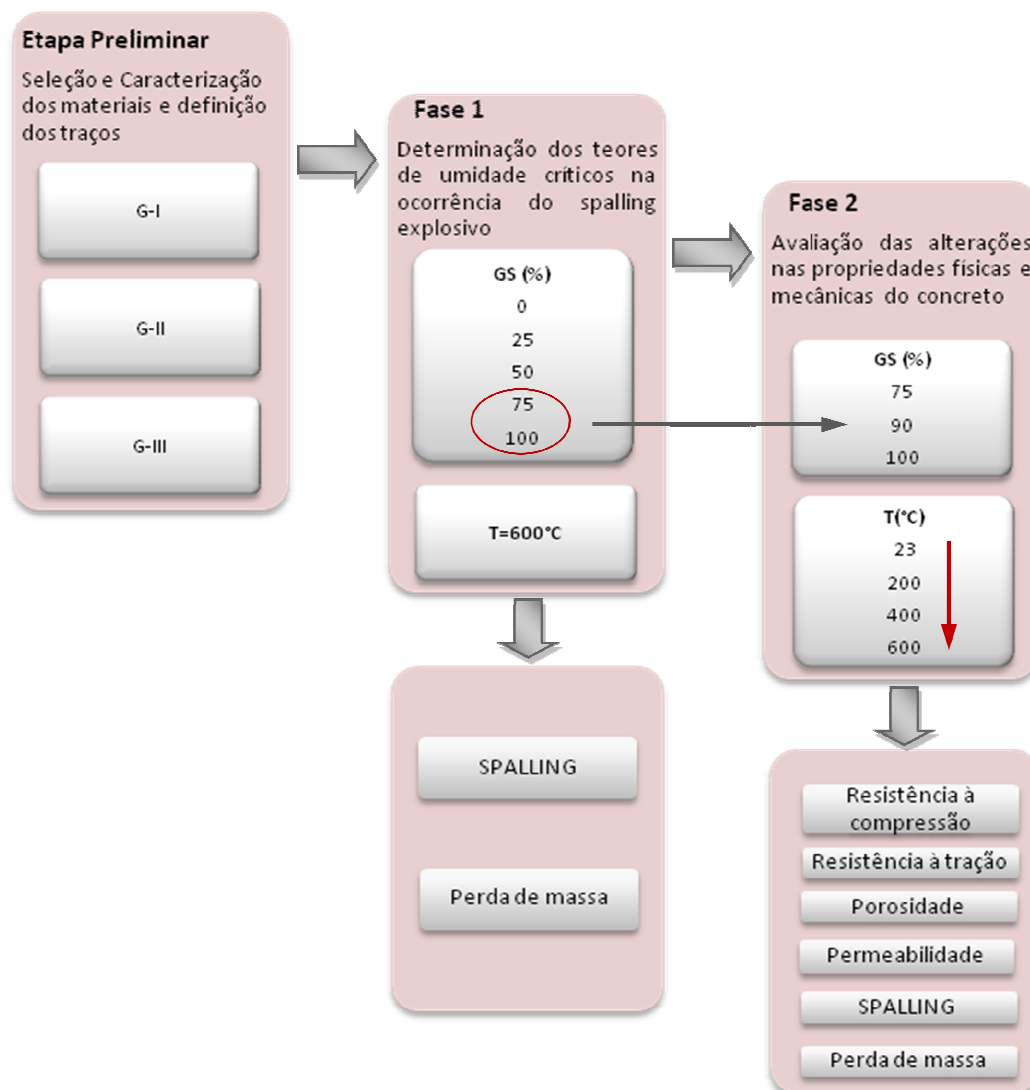 Etapa Preliminar
Seleção e Caracterização
dos materiais e definição
dos traços
G-I
G-II
G-III
Fase 1
Determinação dos teores
de umidade críticos na
ocorrência do spalling
explosivo
GS (%)
0
25
50
75
100
T=600°C
SPALLING
Perda de massa
Fase 2
Avaliação das alterações
nas propriedades físicas e
mecânicas do concreto
GS (%)
75
90
100
T(°C)
23
200
400
600
Resistência à
compressão
Resistência à tração
Porosidade
Permeabilidade
SPALLING
Perda de massa